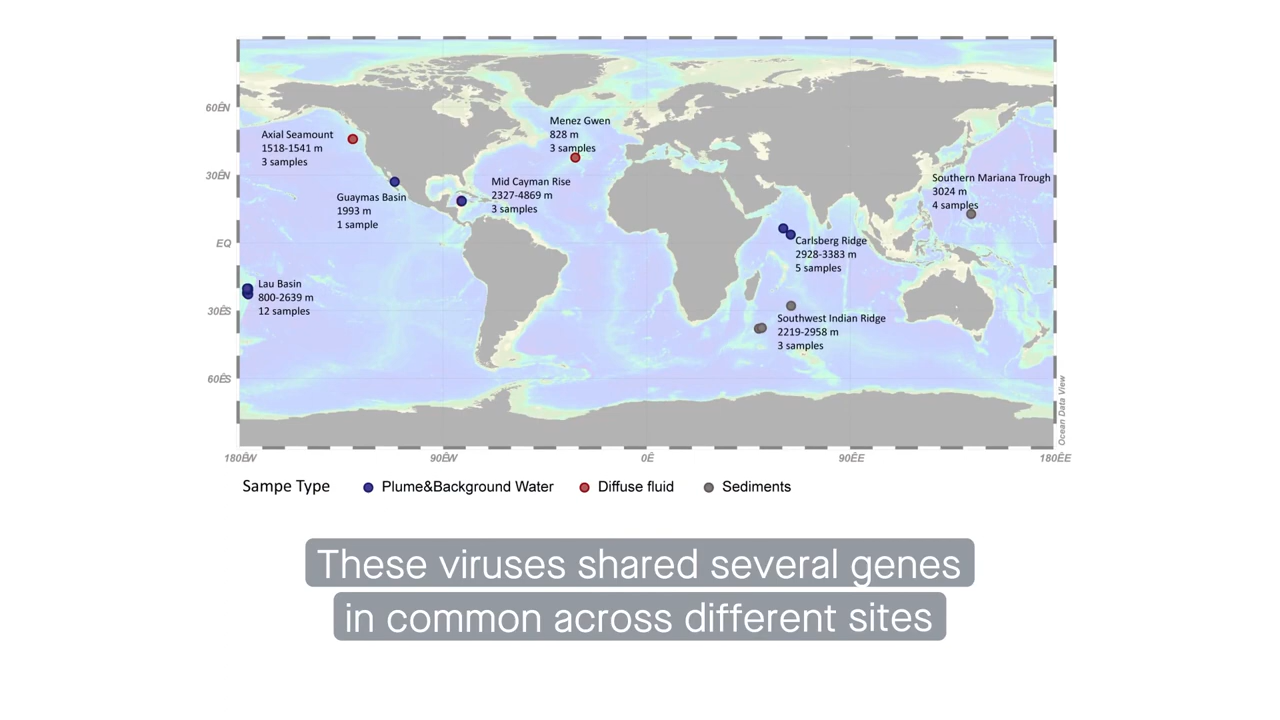 60ÊN
30ÊN
EQ
30ÊS
60ÊS
Axial Seamount
1518-1541 m
3 samples
Menez Gwen
828 m
3 samples
Guaymas Basin
1993 m
1 sample
Mid Cayman Rise
2327-4869 m
3 samples
Southern Mariana Trough
3024 m
4 samples
Carlsberg Ridge
2928-3383 m
5 samples
Lau Basin
800-2639 m
12 samples
Southwest Indian Ridge
2219-2958 m
3 samples
Ocean Data View
180ÊW
90ÊW
0Ê
90ÊE
180ÊE
Sampe Type
Plume&Background Water
Diffuse fluid
Sediments
These viruses shared several genes
in common across different sites